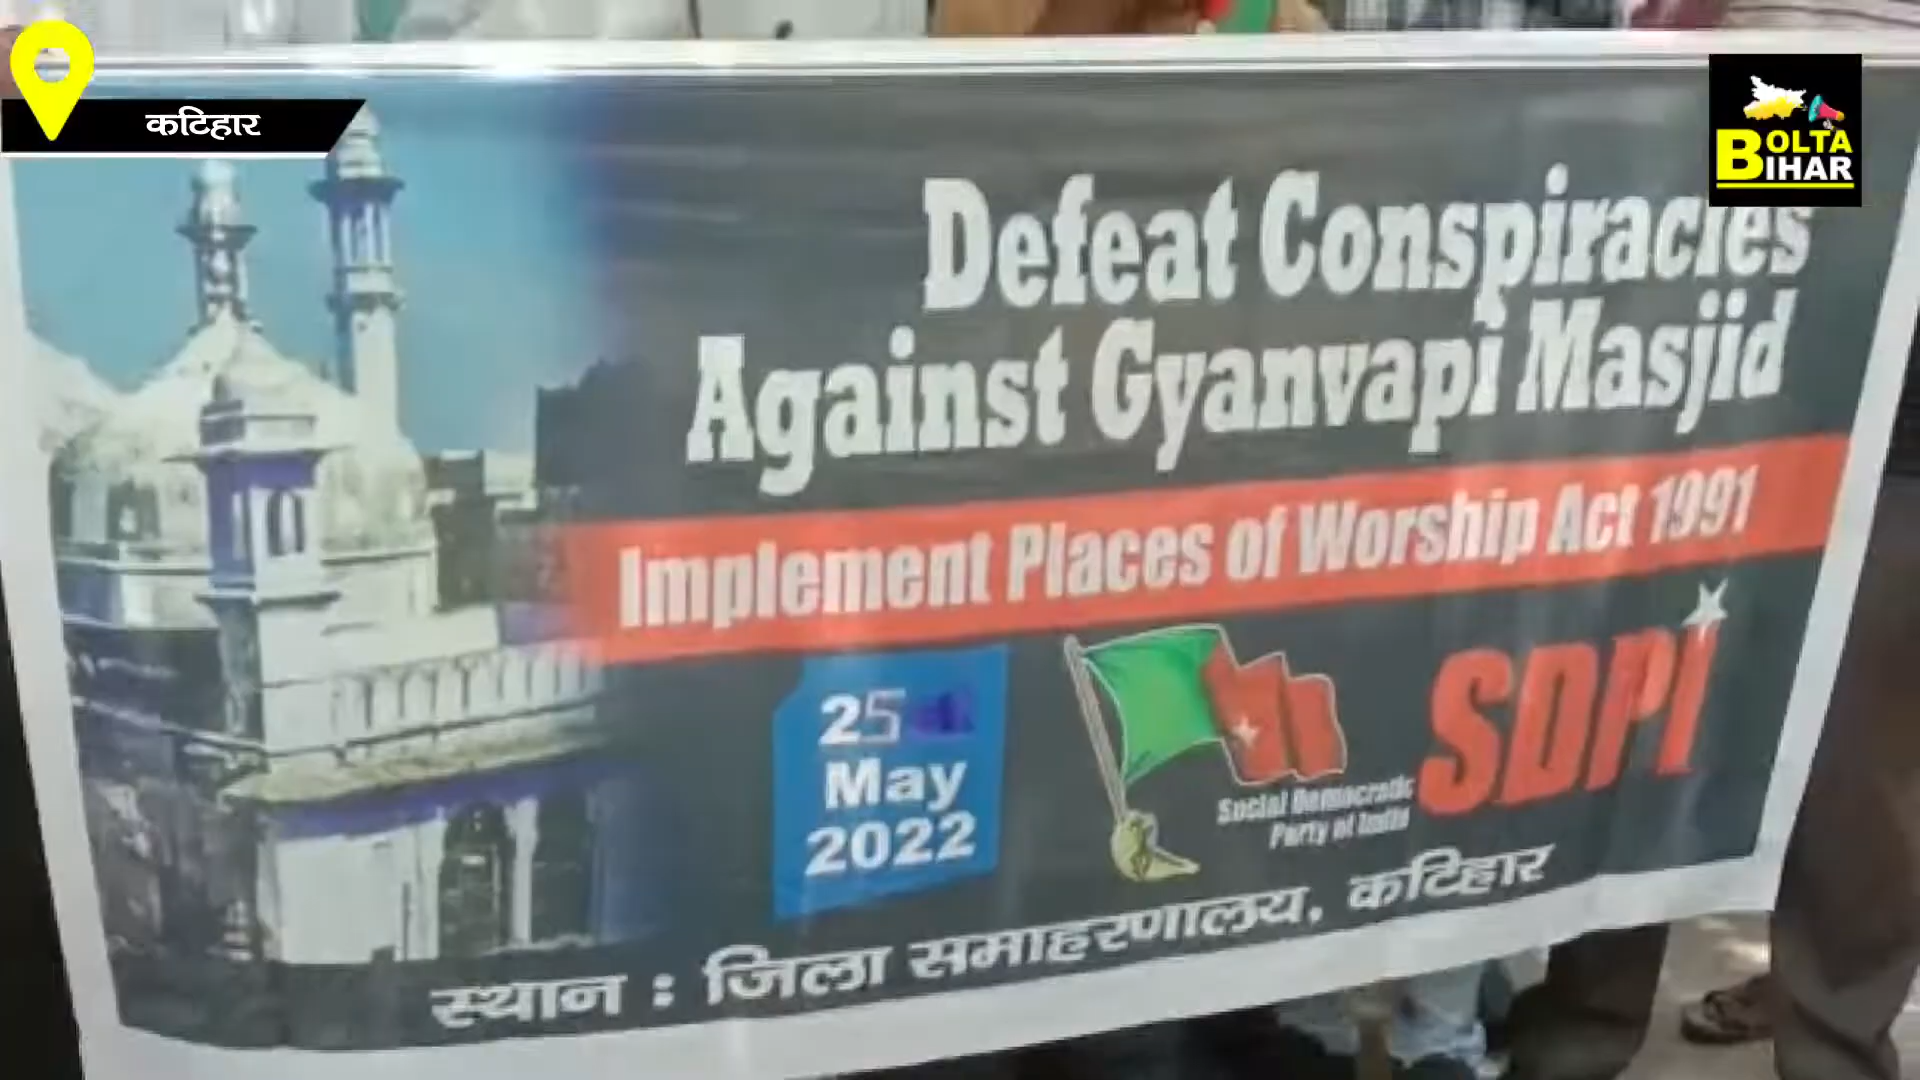 कटिहार
BOLTA
BIHAR
Defeat Conspiracies
Against Gyanvapi Masjid
Implement Places of Worship Act 1991
25
May
2022
Social Democratic
Party of India
SDPI
स्थान : जिला समाहरणालय, कटिहार